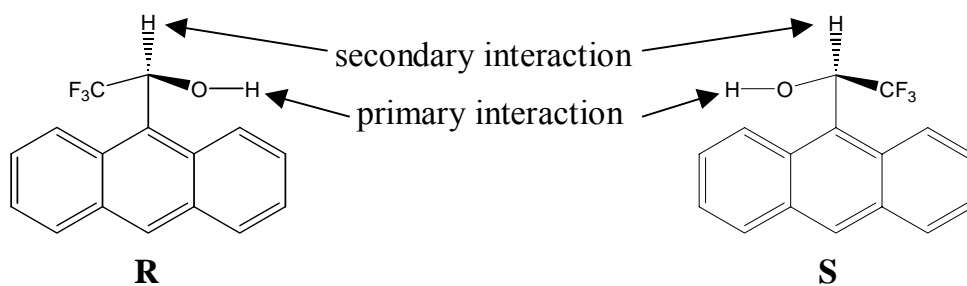 H H
secondary interaction
F₃C O H H O CF₃
primary interaction
R S